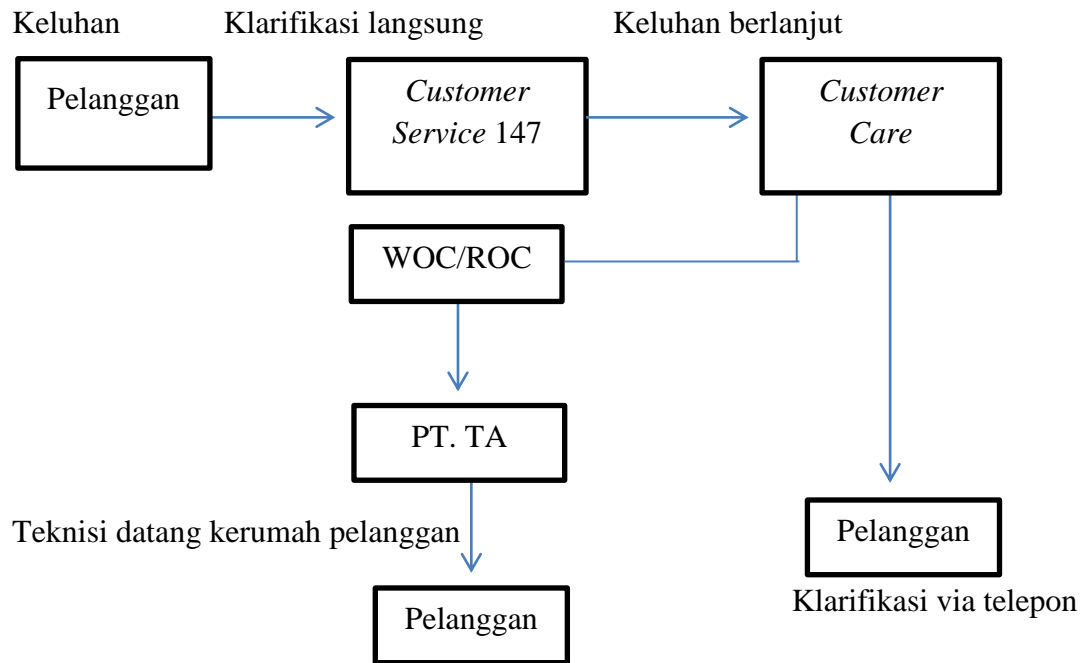 Keluhan
Klarifikasi langsung
Keluhan berlanjut
Pelanggan
Customer
Service 147
Customer
Care
WOC/ROC
PT. TA
Teknisi datang kerumah pelanggan
Pelanggan
Pelanggan
Klarifikasi via telepon